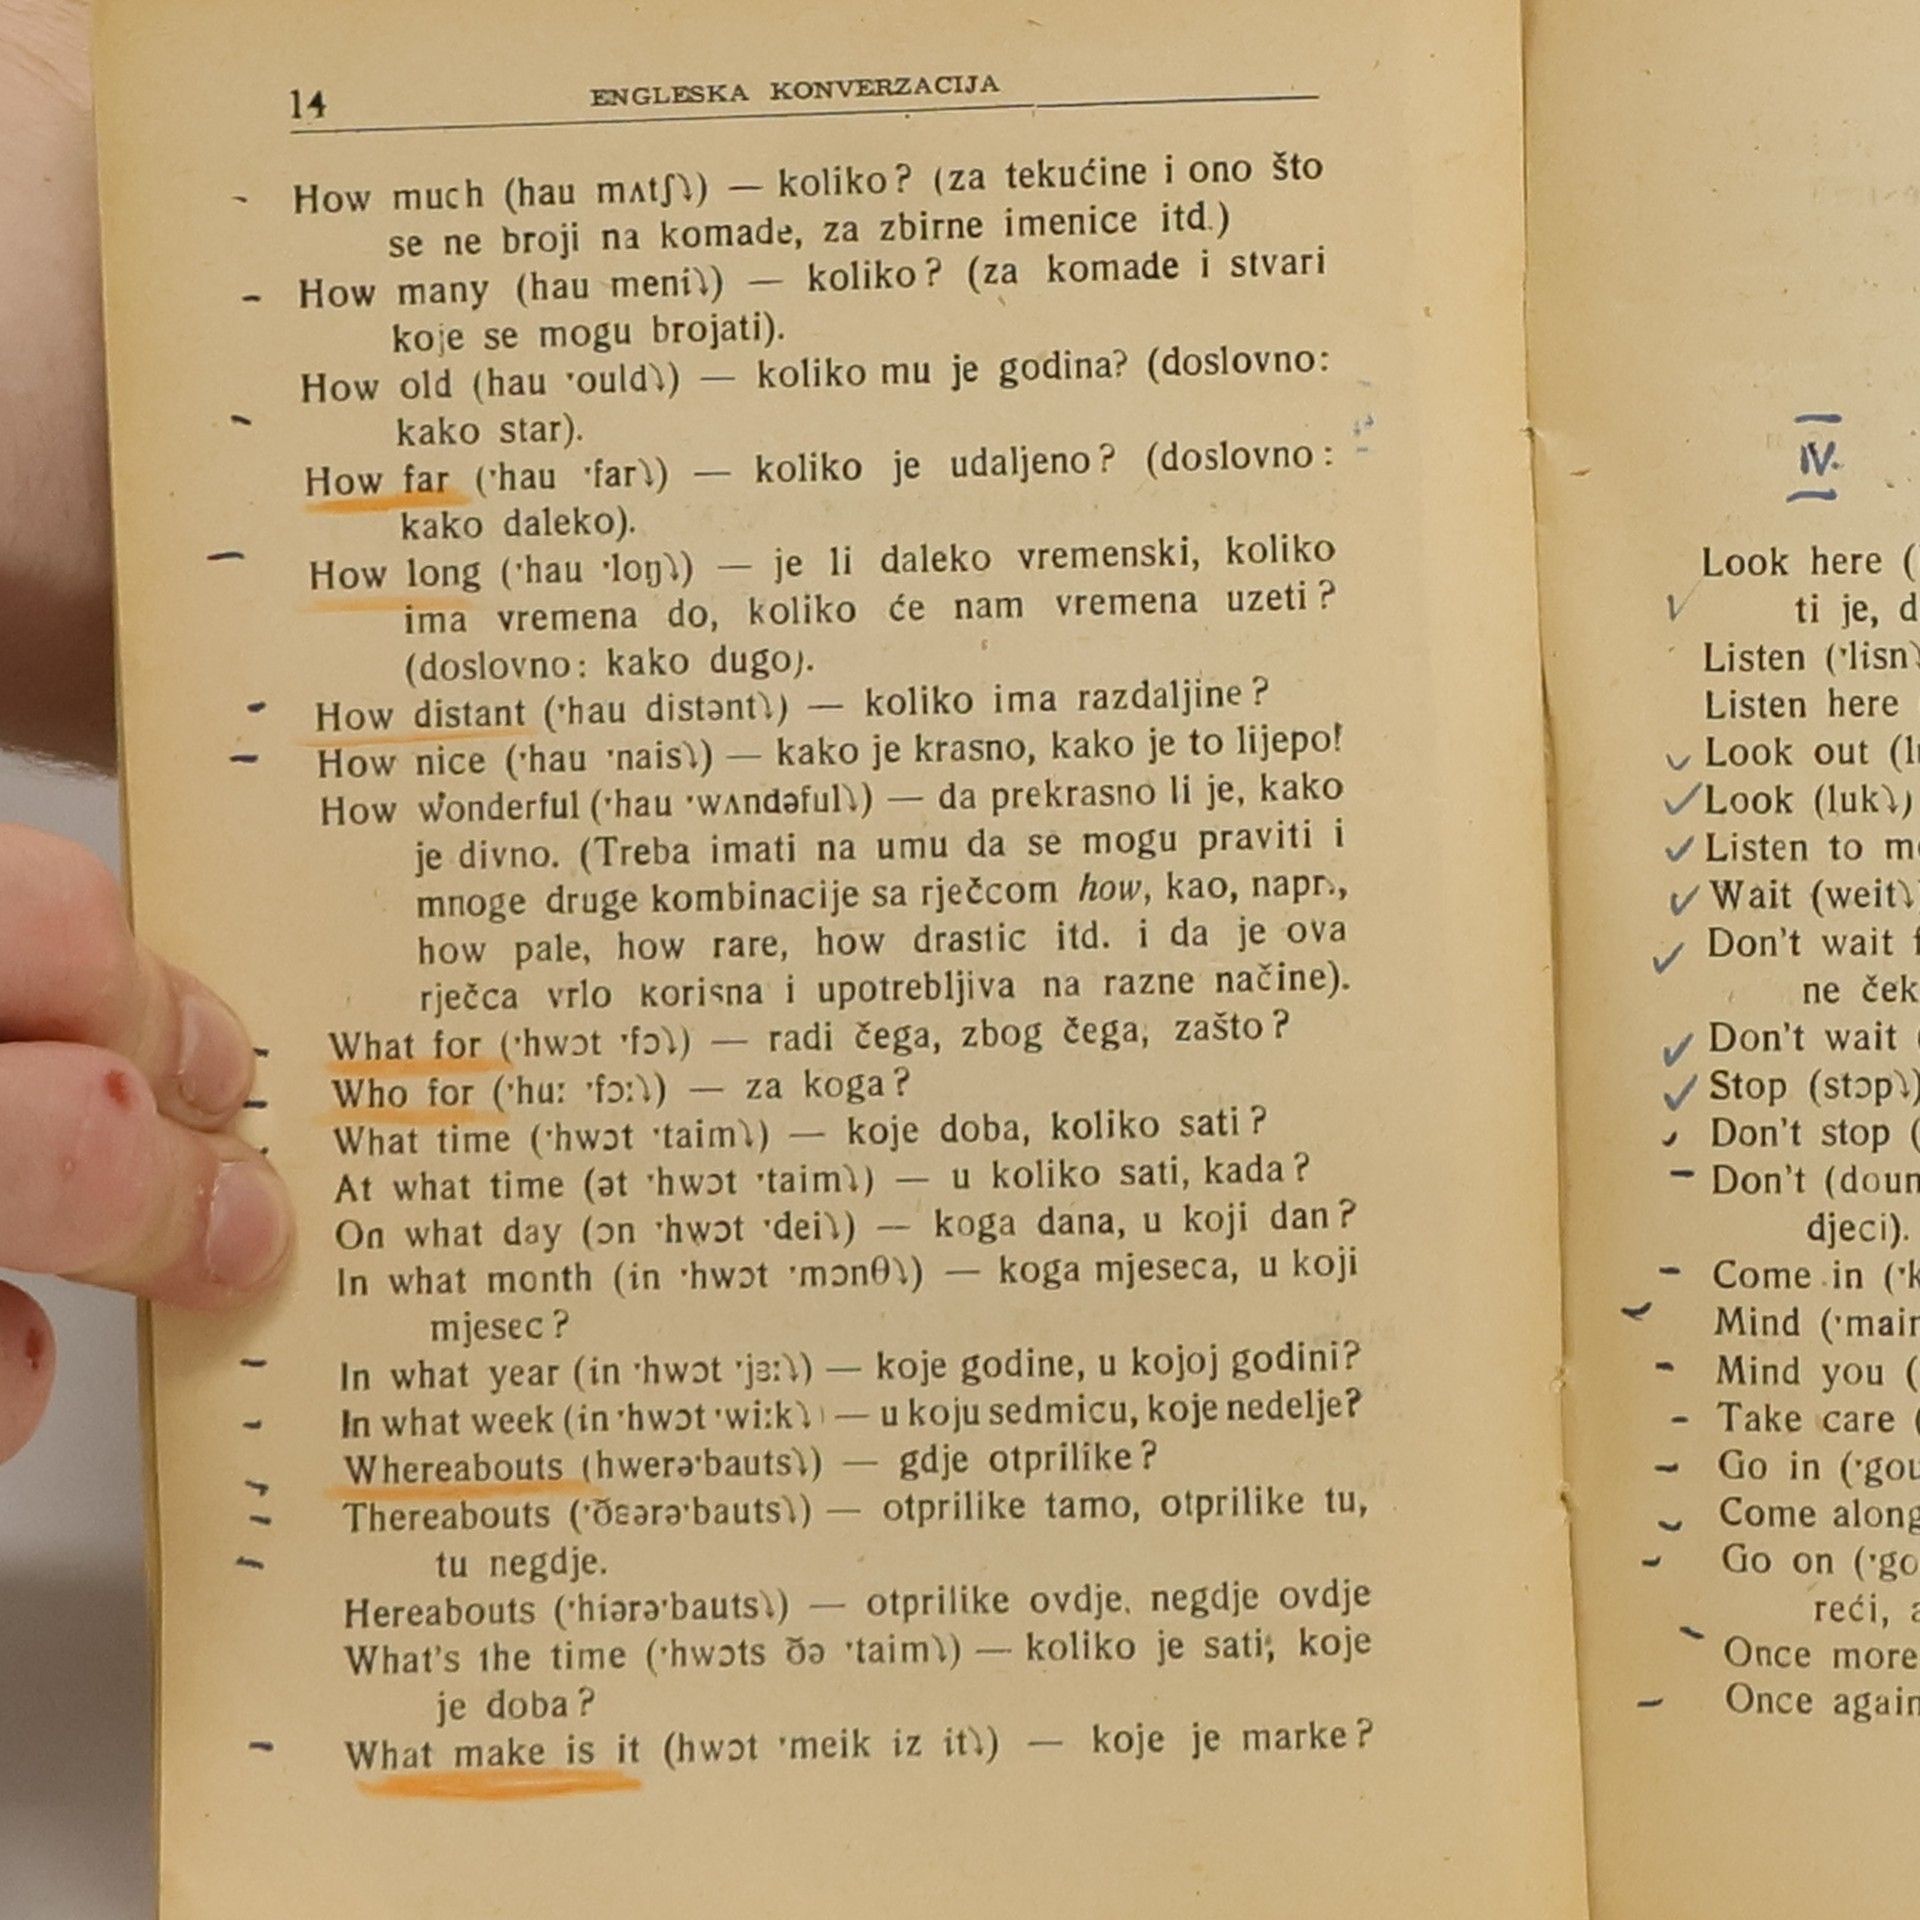 14 ENGLESKA KONVERZACIJA
How much (hau mʌtʃ⤵) — koliko? (za tekućine i ono što
se ne broji na komade, za zbirne imenice itd.)
How many (hau meni⤵) — koliko? (za komade i stvari
koje se mogu brojati).
How old (hau ˈould⤵) — koliko mu je godina? (doslovno:
kako star).
How far (ˈhau ˈfar⤵) — koliko je udaljeno? (doslovno:
kako daleko).
How long (ˈhau ˈloŋ⤵) — je li daleko vremenski, koliko
ima vremena do, koliko će nam vremena uzeti?
(doslovno: kako dugo).
How distant (ˈhau distənt⤵) — koliko ima razdaljine?
How nice (ˈhau ˈnais⤵) — kako je krasno, kako je to lijepo!
How wonderful (ˈhau ˈwʌndəful⤵) — da prekrasno li je, kako
je divno. (Treba imati na umu da se mogu praviti i
mnoge druge kombinacije sa rječcom how, kao, napr.,
how pale, how rare, how drastic itd. i da je ova
rječca vrlo korisna i upotrebljiva na razne načine).
What for (ˈhwɔt ˈfɔ⤵) — radi čega, zbog čega, zašto?
Who for (ˈhu: ˈfɔ:⤵) — za koga?
What time (ˈhwɔt ˈtaim⤵) — koje doba, koliko sati?
At what time (ət ˈhwɔt ˈtaim⤵) — u koliko sati, kada?
On what day (ɔn ˈhwɔt ˈdei⤵) — koga dana, u koji dan?
In what month (in ˈhwɔt ˈmɔnθ⤵) — koga mjeseca, u koji
mjesec?
In what year (in ˈhwɔt ˈjɜ:⤵) — koje godine, u kojoj godini?
In what week (in ˈhwɔt ˈwi:k⤵) — u koju sedmicu, koje nedelje?
Whereabouts (hwerəˈbauts⤵) — gdje otprilike?
Thereabouts (ˈðɛərəˈbauts⤵) — otprilike tamo, otprilike tu,
tu negdje.
Hereabouts (ˈhiərəˈbauts⤵) — otprilike ovdje, negdje ovdje
What's the time (ˈhwɔts ðə ˈtaim⤵) — koliko je sati, koje
je doba?
What make is it (hwɔt ˈmeik iz it⤵) — koje je marke?
IV.
Look here (
ti je,
Listen (ˈlisn⤵
Listen here
Look out (
Look (luk⤵)
Listen to
Wait (weit⤵)
Don't wait
ne
Don't wait
Stop (stɔp⤵)
Don't stop (
Don't (
djeci).
Come in (
Mind (
Mind you (
Take care (
Go in (
Come along
Go on (
reći,
Once more
Once again